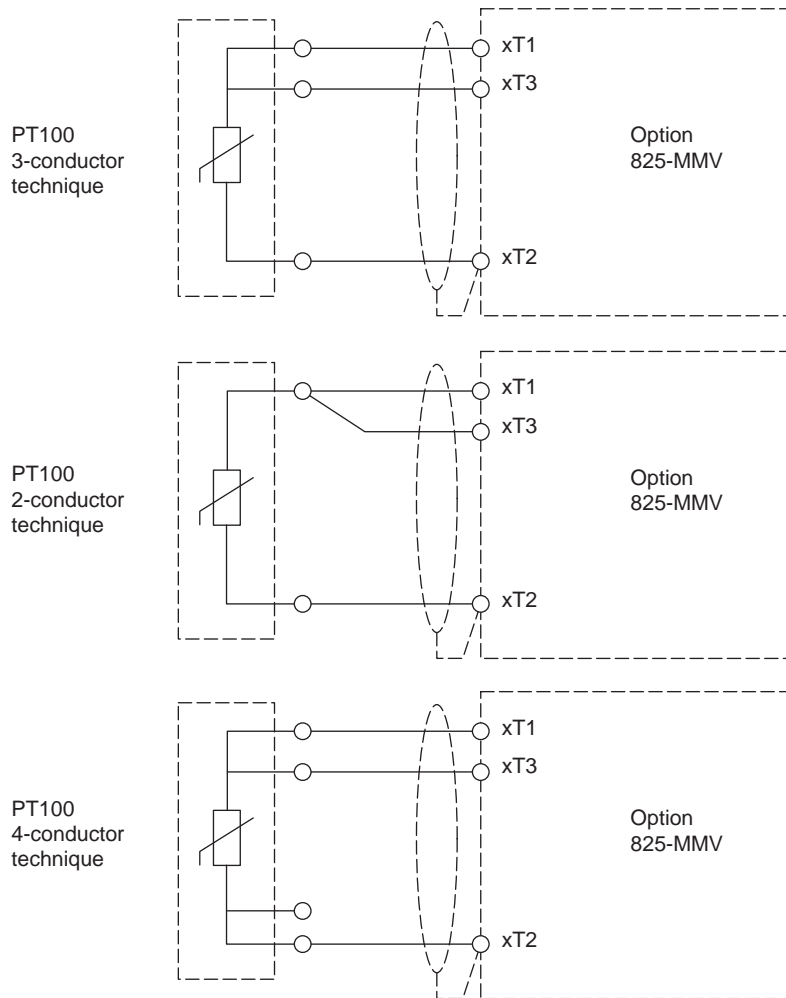 xT1
xT3
PT100
3-conductor
technique
Option
825-MMV
xT2
xT1
xT3
PT100
2-conductor
technique
Option
825-MMV
xT2
xT1
xT3
PT100
4-conductor
technique
Option
825-MMV
xT2